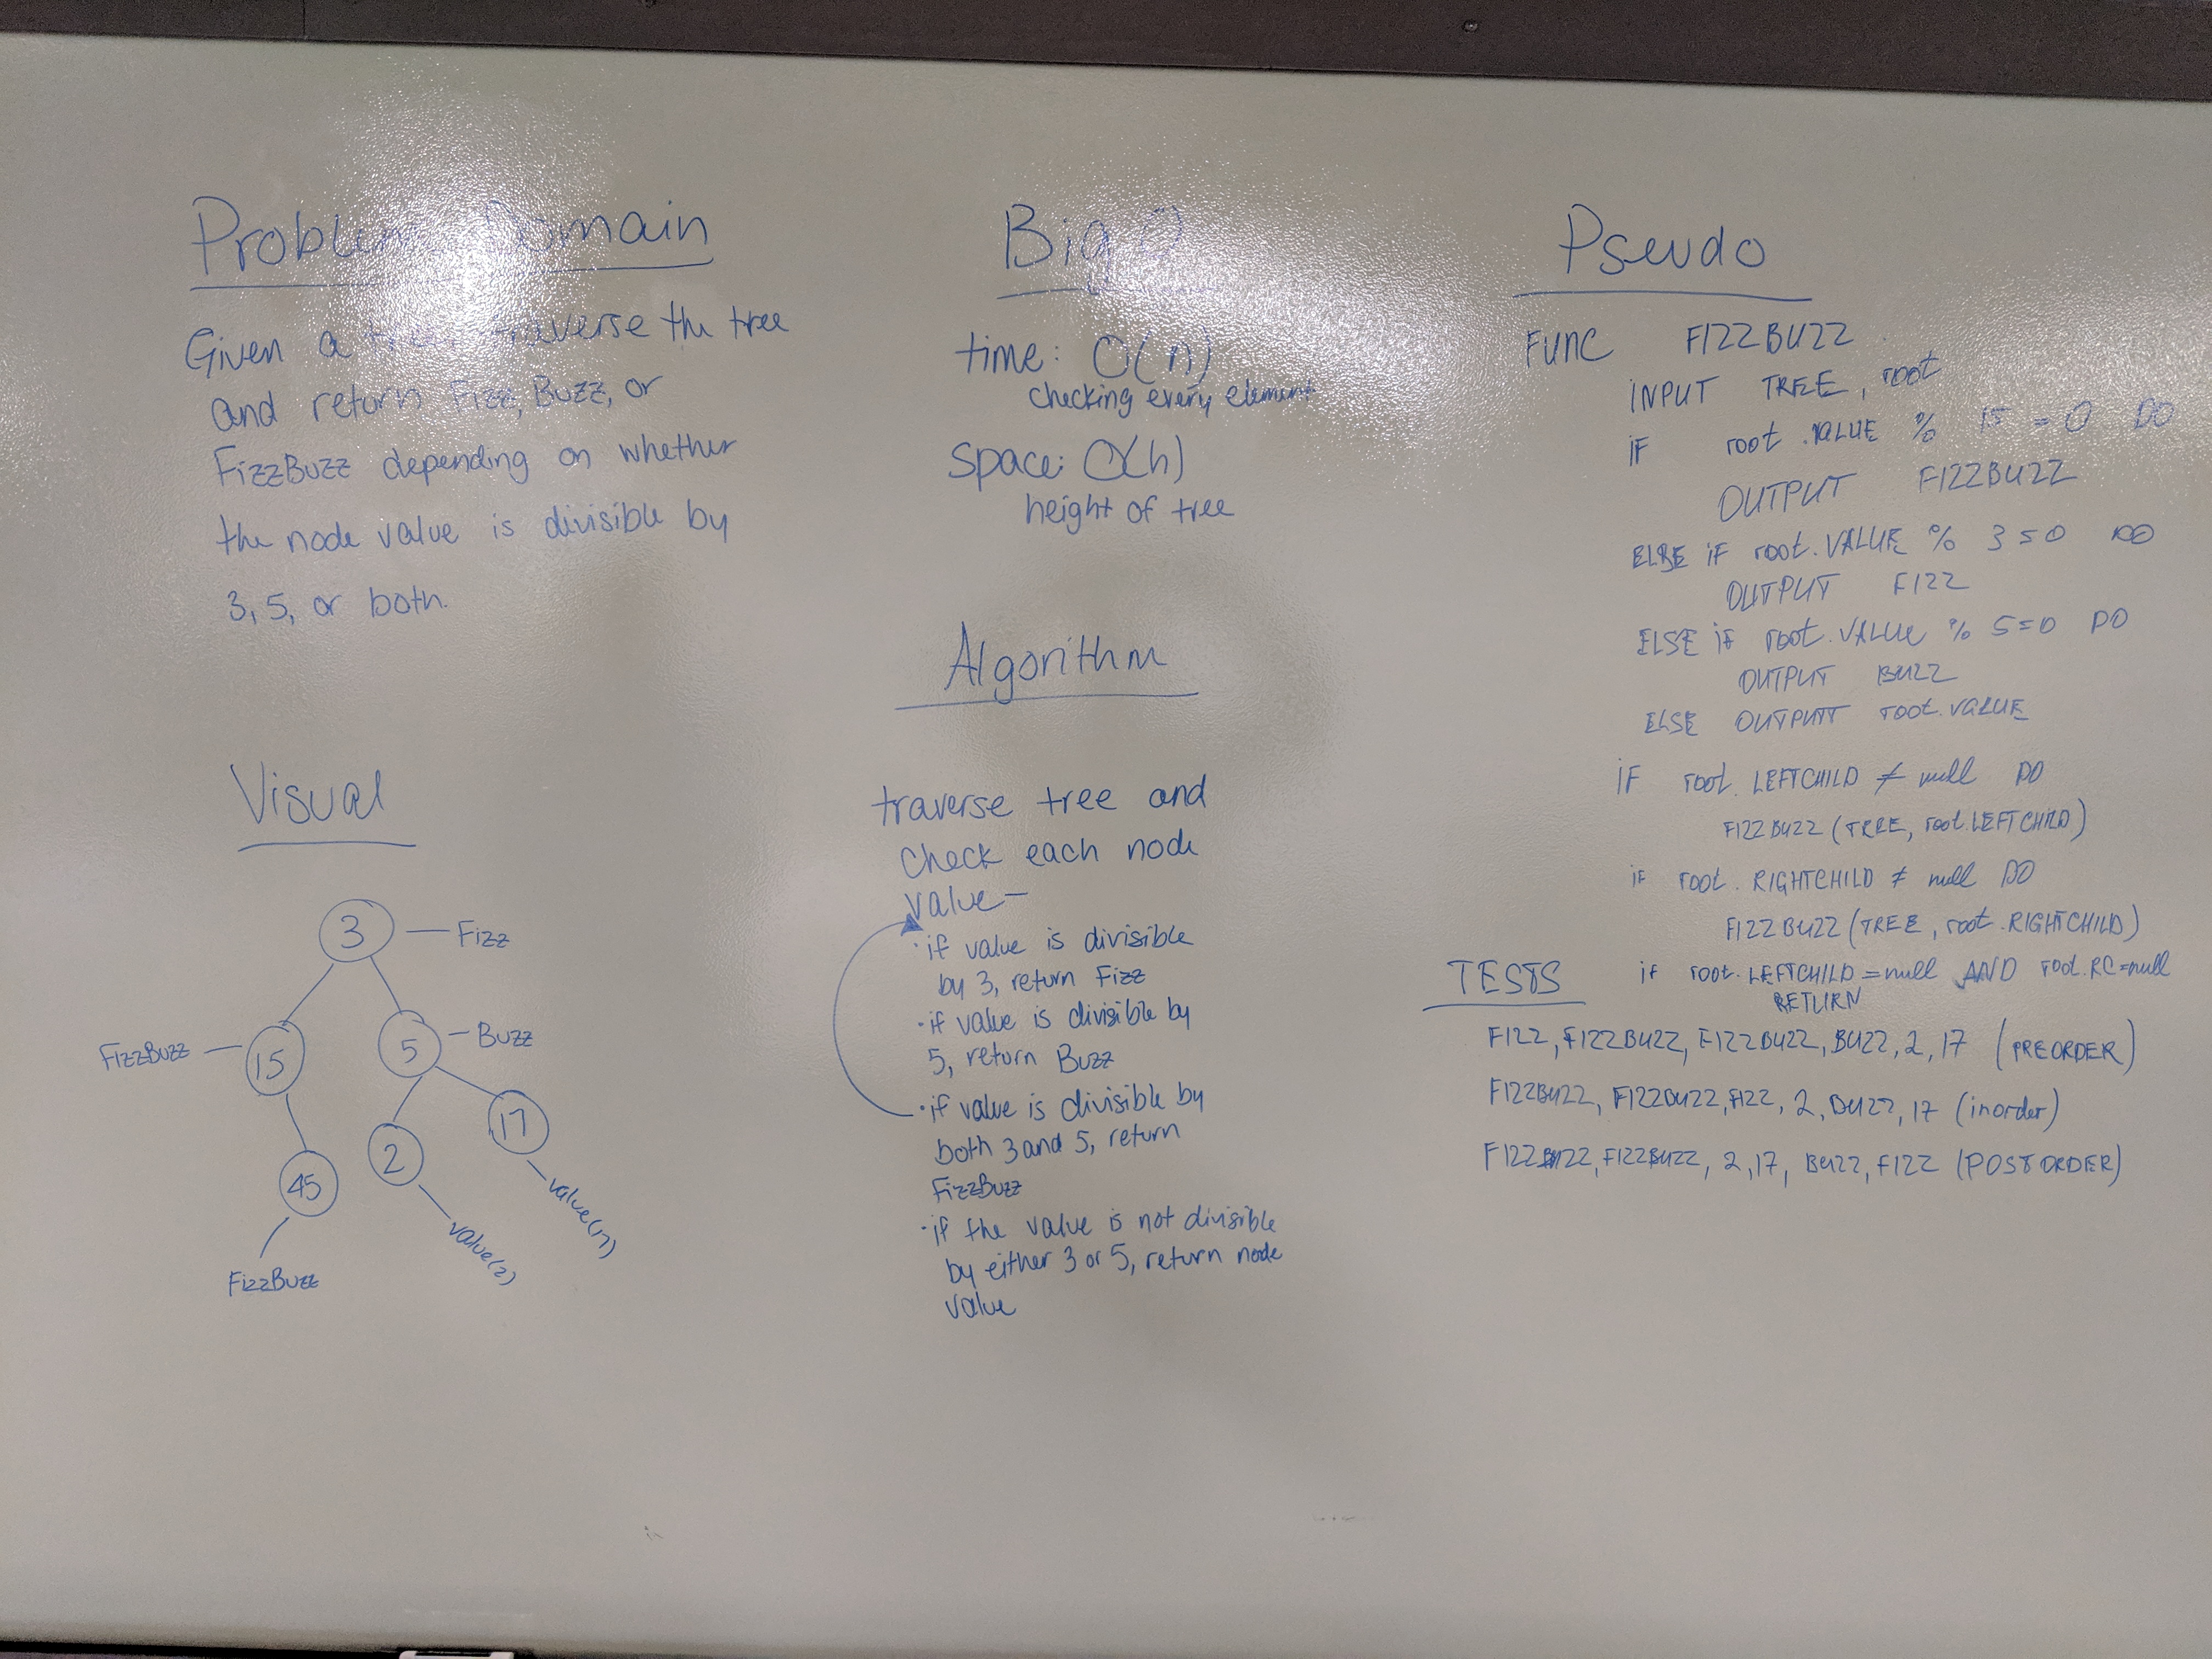 Problem Domain
Given a tree, traverse the tree
and return Fizz, Buzz, or
FizzBuzz depending on whether
the node value is divisible by
3, 5, or both.
Visual
3
Fizz
FizzBuzz
15
5
Buzz
45
2
17
FizzBuzz
value(2)
value(17)
Big O
time: O(n)
checking every element
space: O(h)
height of tree
Algorithm
traverse tree and
check each node
value-
· if value is divisible
by 3, return Fizz
· if value is divisible by
5, return Buzz
· if value is divisible by
both 3 and 5, return
FizzBuzz
· if the value is not divisible
by either 3 or 5, return node
value
Pseudo
FUNC FIZZBUZZ
INPUT TREE, root
IF root.VALUE % 15 = 0 DO
OUTPUT FIZZBUZZ
ELSE IF root.VALUE % 3 = 0 DO
OUTPUT FIZZ
ELSE IF root.VALUE % 5=0 DO
OUTPUT BUZZ
ELSE OUTPUTT root.VALUE
IF root.LEFTCHILD ≠ null DO
FIZZBUZZ (TREE, root.LEFTCHILD)
IF root.RIGHTCHILD ≠ null DO
FIZZBUZZ (TREE, root.RIGHTCHILD)
if root.LEFTCHILD = null AND root.RC=null
RETURN
TESTS
FIZZ, FIZZBUZZ, FIZZBUZZ, BUZZ, 2, 17 (PREORDER)
FIZZBUZZ, FIZZBUZZ, FIZZ, 2, BUZZ, 17 (inorder)
FIZZBUZZ, FIZZBUZZ, 2, 17, BUZZ, FIZZ (POSTORDER)